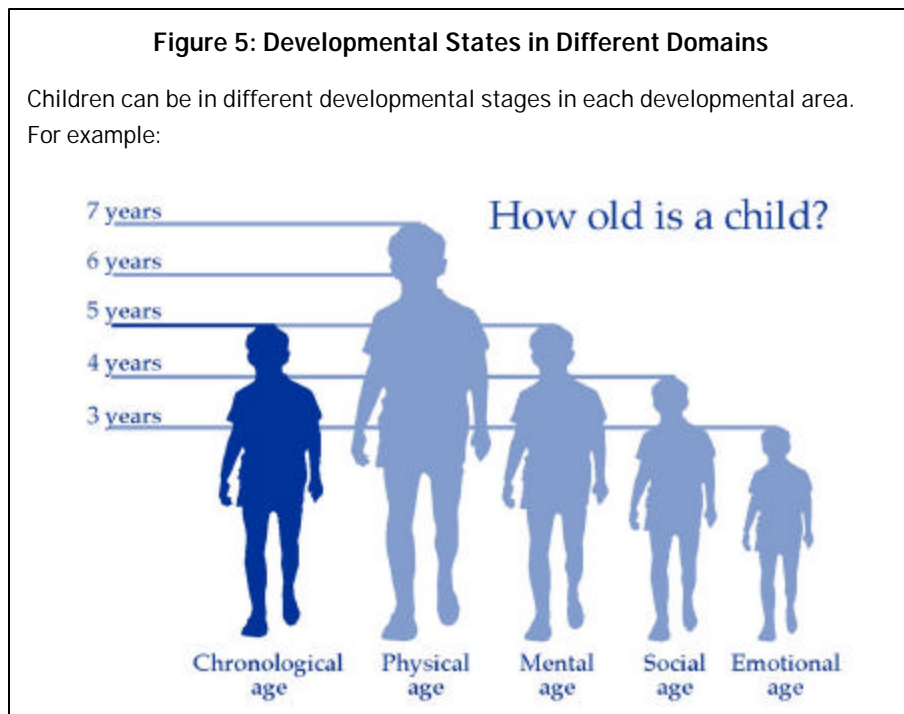 Figure 5: Developmental States in Different Domains
Children can be in different developmental stages in each developmental area.
For example:
How old is a child?
7 years
6 years
5 years
4 years
3 years
Chronological age
Physical age
Mental age
Social age
Emotional age